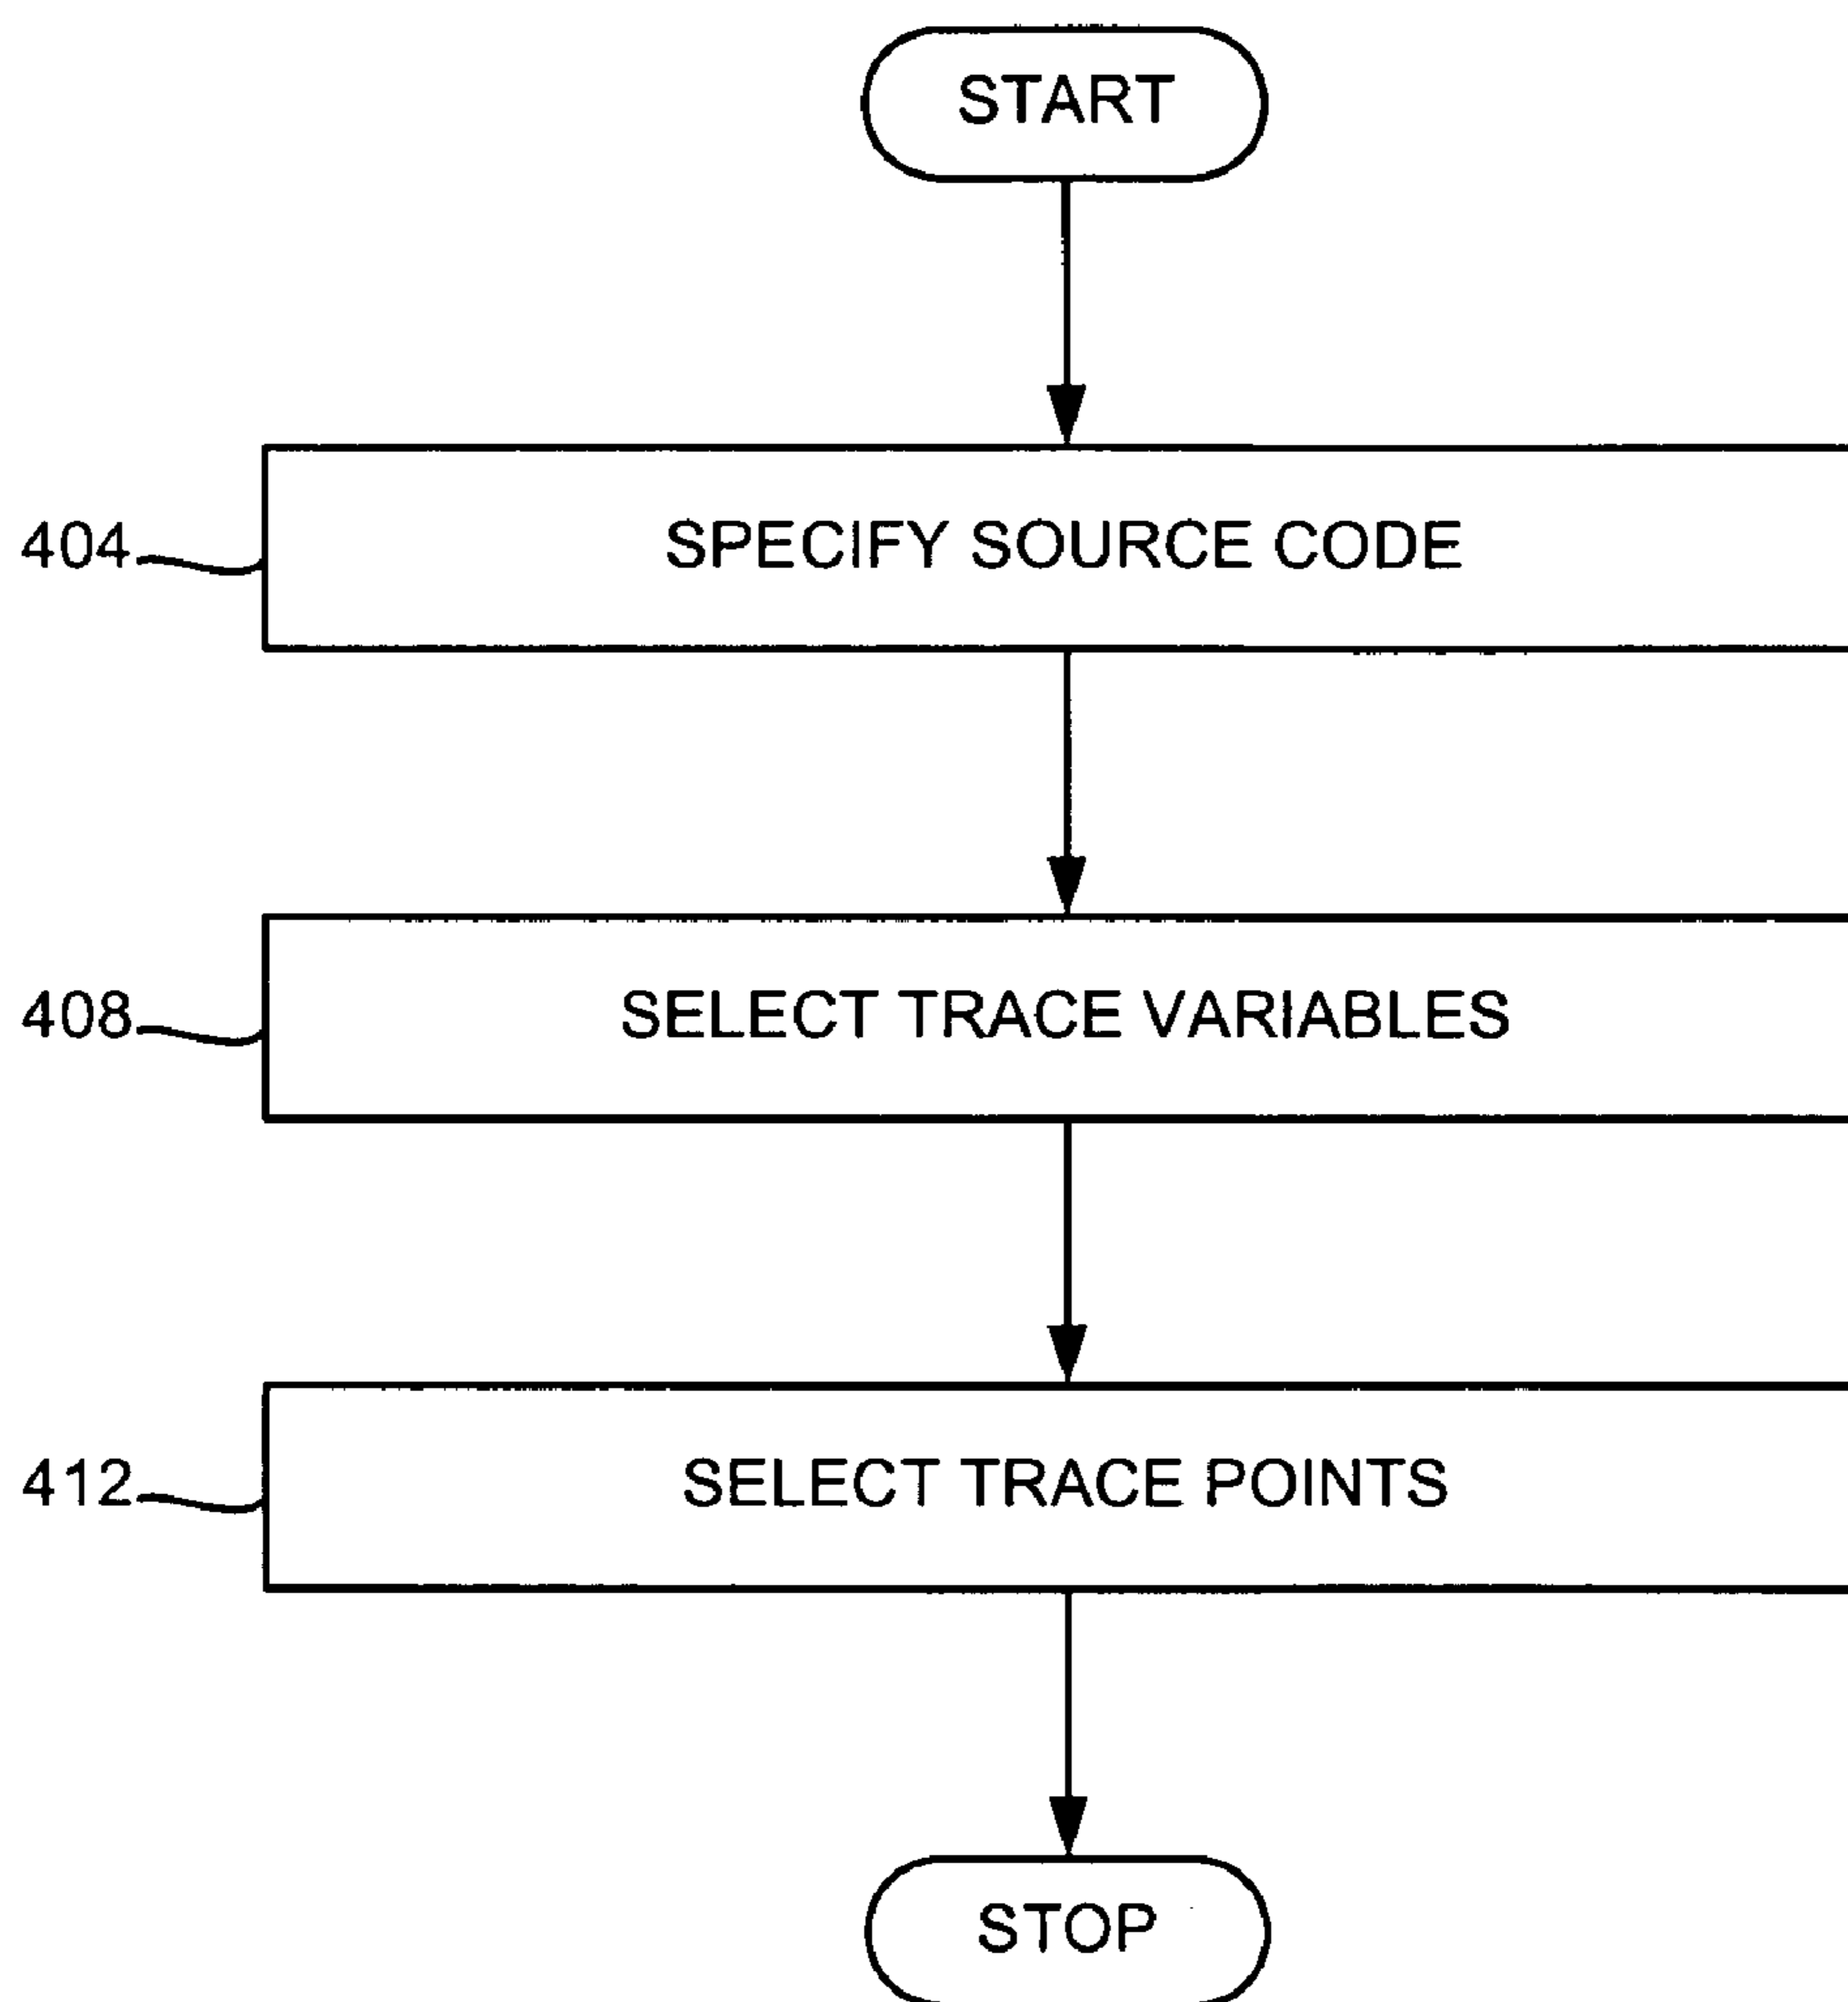 START
404
SPECIFY SOURCE CODE
408
SELECT TRACE VARIABLES
412
SELECT TRACE POINTS
STOP